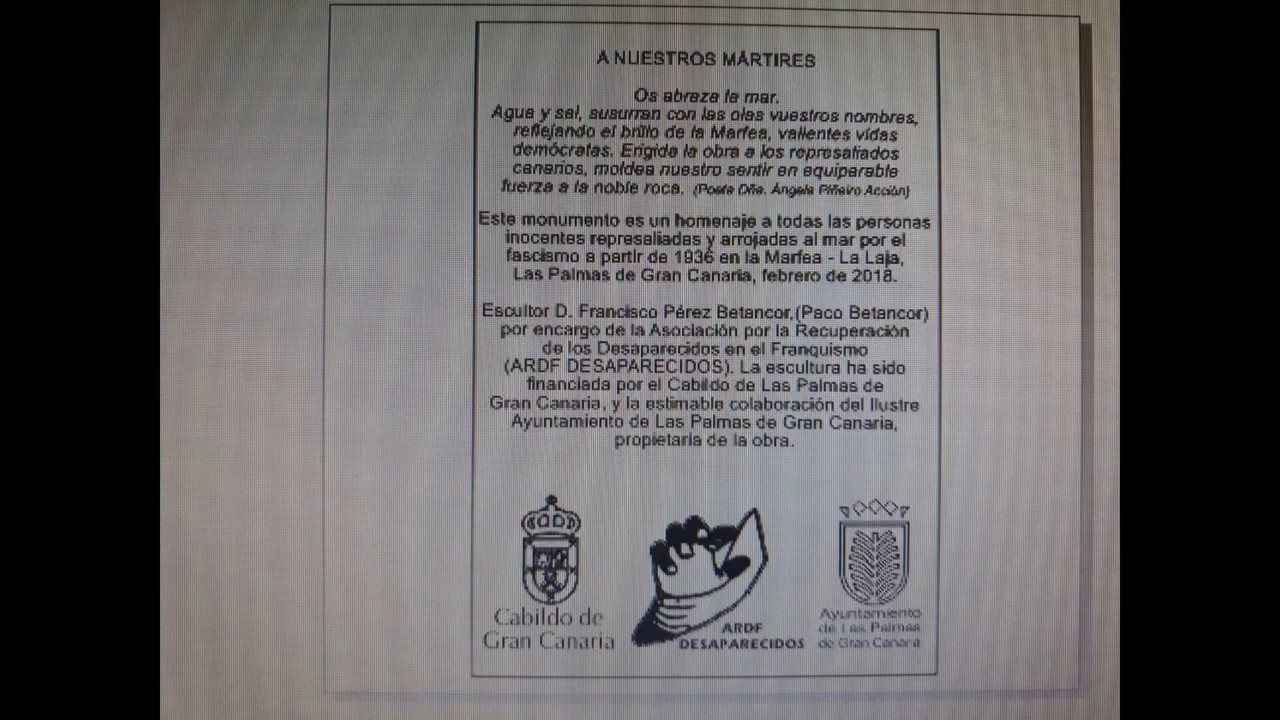 A NUESTROS MÁRTIRES
Os abraza la mar.
Agua y sal, susurran con las olas vuestros nombres,
reflejando el brillo de la Marfea, valientes vidas
demócratas. Erigida la obra a los represaliados
canarios, moldea nuestro sentir en equiparable
fuerza a la noble roca. (Poeta Dña. Ángela Piñeiro Acción)
Este monumento es un homenaje a todas las personas
inocentes represaliadas y arrojadas al mar por el
fascismo a partir de 1936 en la Marfea - La Laja,
Las Palmas de Gran Canaria, febrero de 2018.
Escultor D. Francisco Pérez Betancor,(Paco Betancor)
por encargo de la Asociación por la Recuperación
de los Desaparecidos en el Franquismo
(ARDF DESAPARECIDOS). La escultura ha sido
financiada por el Cabildo de Las Palmas de
Gran Canaria, y la estimable colaboración del Ilustre
Ayuntamiento de Las Palmas de Gran Canaria,
propietaria de la obra.
Cabildo de
Gran Canaria
ARDF
DESAPARECIDOS
Ayuntamiento
de Las Palmas
de Gran Canaria